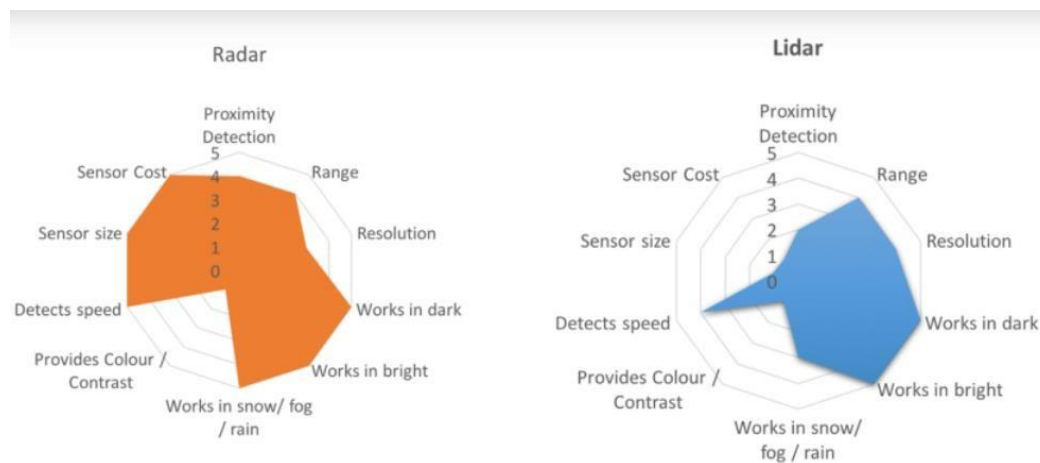 Radar
Proximity
Detection
5
4
3
2
1
0
Range
Resolution
Works in dark
Works in bright
Works in snow/ fog
/ rain
Provides Colour /
Contrast
Detects speed
Sensor size
Sensor Cost
Lidar
Proximity
Detection
5
4
3
2
1
0
Range
Resolution
Works in dark
Works in bright
Works in snow/
fog / rain
Provides Colour /
Contrast
Detects speed
Sensor size
Sensor Cost